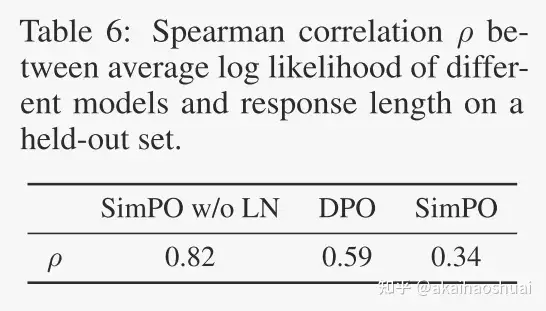 Table 6: Spearman correlation ρ be-
tween average log likelihood of differ-
ent models and response length on a
held-out set.
SimPO w/o LN DPO SimPO
ρ 0.82 0.59 0.34
知乎 @akaihaoshuai